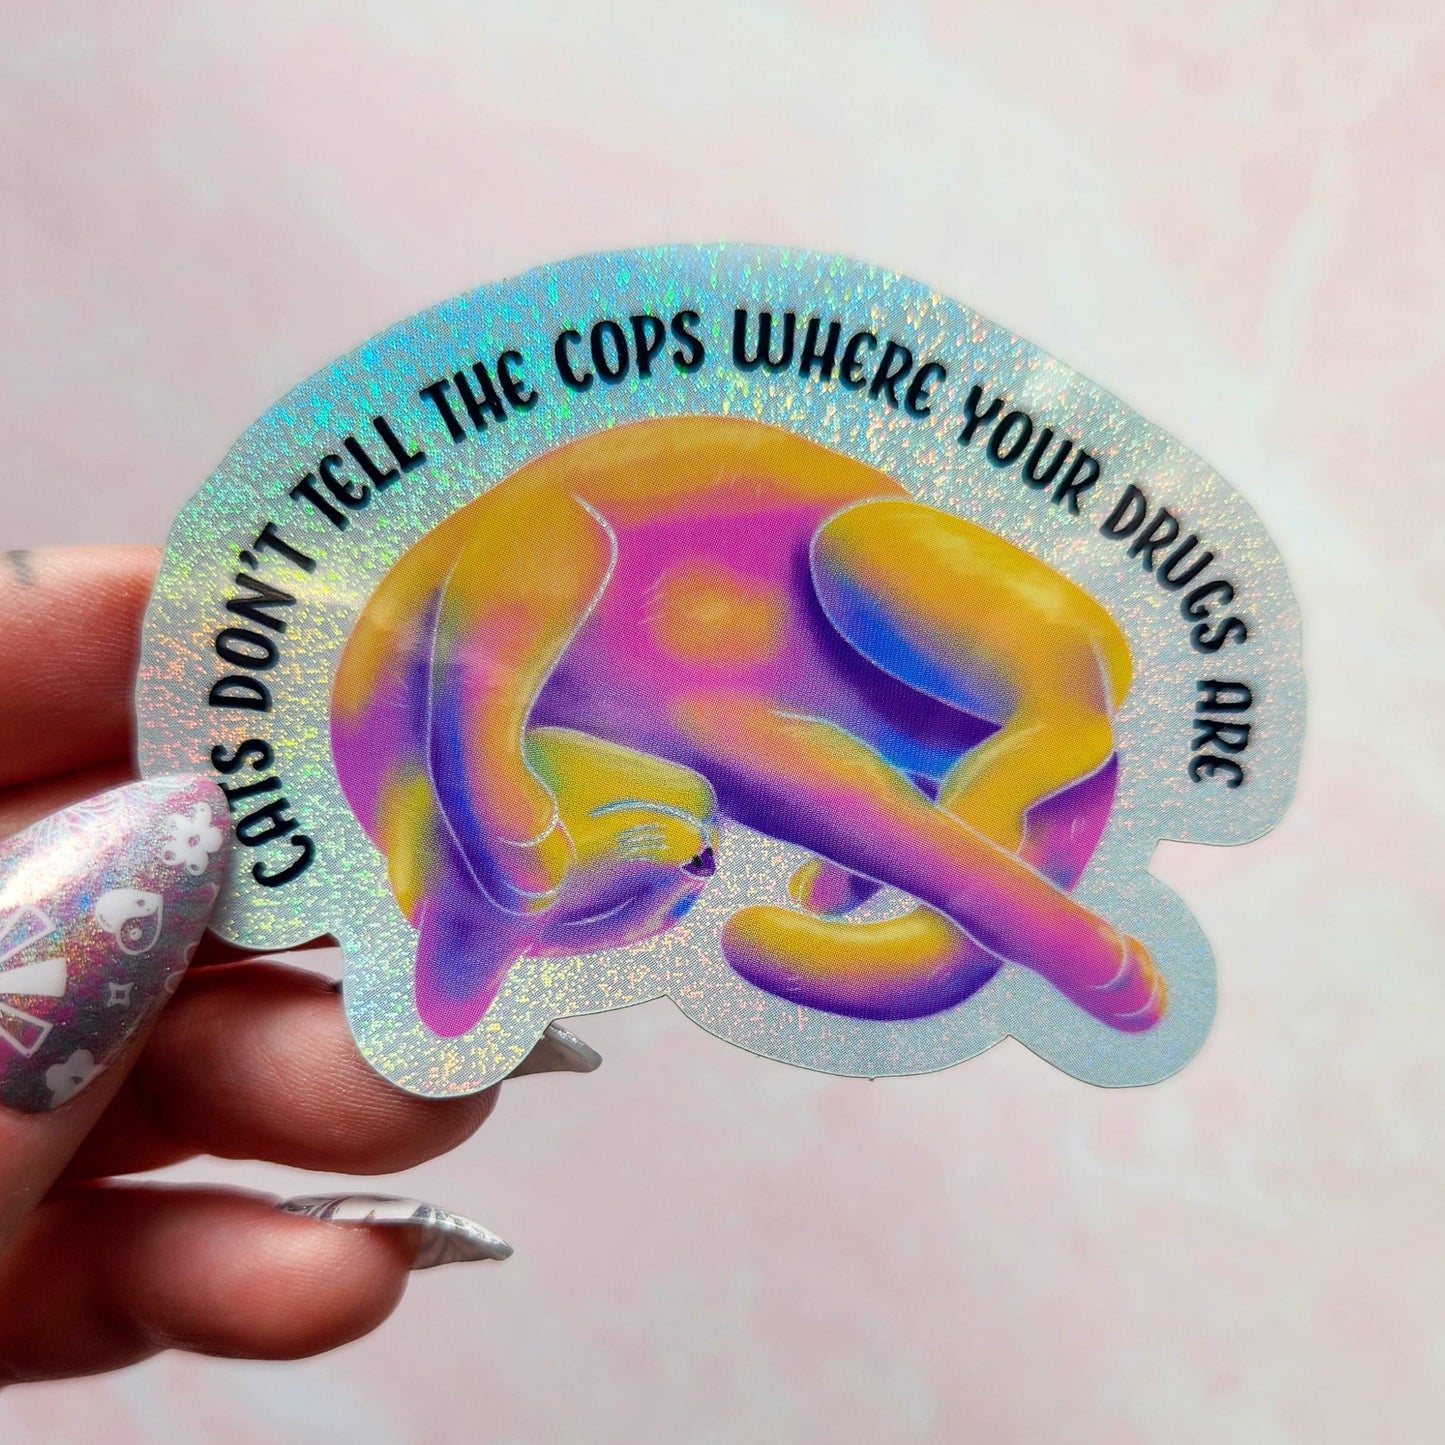 CATS DON'T TELL THE COPS WHERE YOUR DRUGS ARE